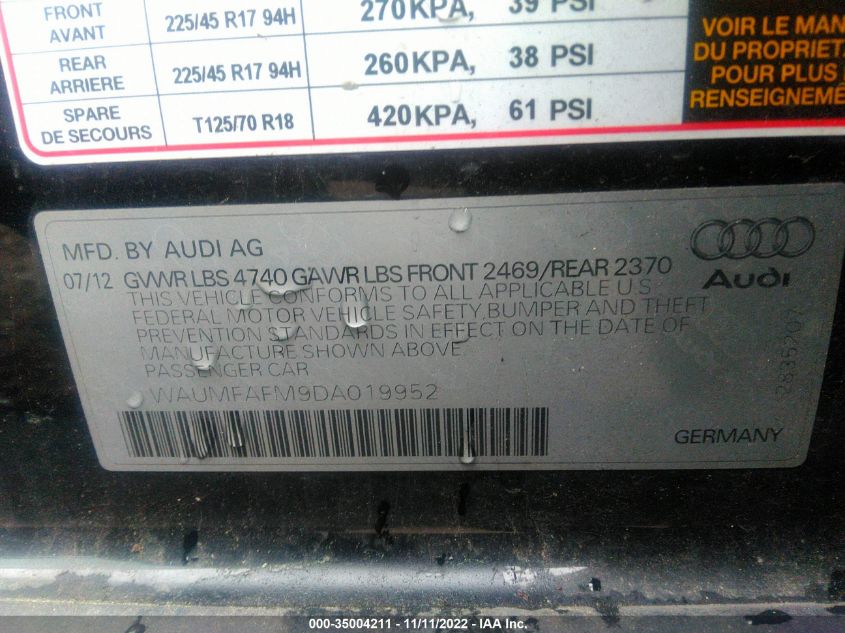 FRONT
AVANT
225/45 R17 94H
270KPA, 39 PSI
REAR
ARRIERE
225/45 R17 94H
260KPA, 38 PSI
SPARE
DE SECOURS
T125/70 R18
420KPA, 61 PSI
VOIR LE MAN
DU PROPRIETA
POUR PLUS
RENSEIGNEME
MFD. BY AUDI AG
07/12 GVWR LBS 4740 GAWR LBS FRONT 2469/REAR 2370
THIS VEHICLE CONFORMS TO ALL APPLICABLE U.S
FEDERAL MOTOR VEHICLE SAFETY, BUMPER AND THEFT
PREVENTION STANDARDS IN EFFECT ON THE DATE OF
MANUFACTURE SHOWN ABOVE.
PASSENGER CAR
WAUMFAFM9DA019952
Audi
2835207
GERMANY
000-35004211 - 11/11/2022 - IAA Inc.